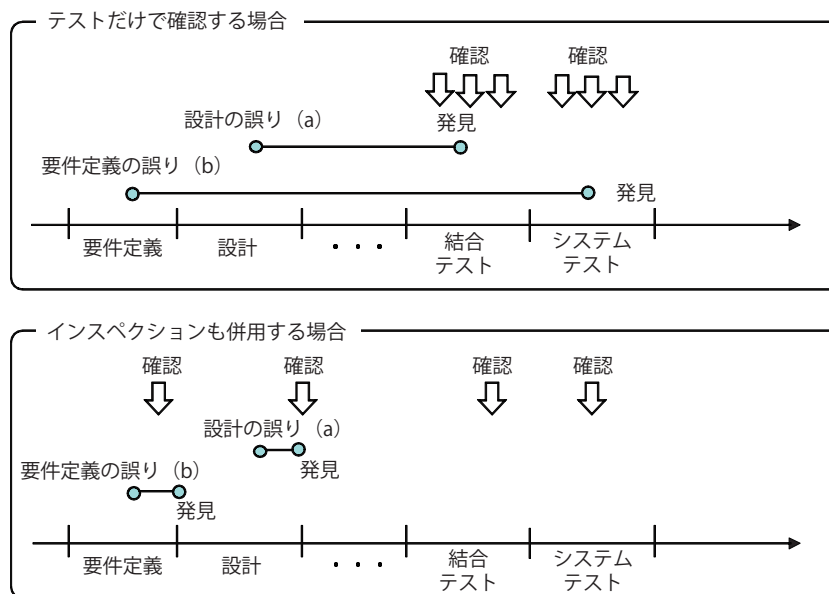 テストだけで確認する場合
確認 確認
設計の誤り（a） 発見
要件定義の誤り（b） 発見
要件定義 設計 ・・・ 結合テスト システムテスト
インスペクションも併用する場合
確認 確認 確認 確認
設計の誤り（a）
発見
要件定義の誤り（b）
発見
要件定義 設計 ・・・ 結合テスト システムテスト